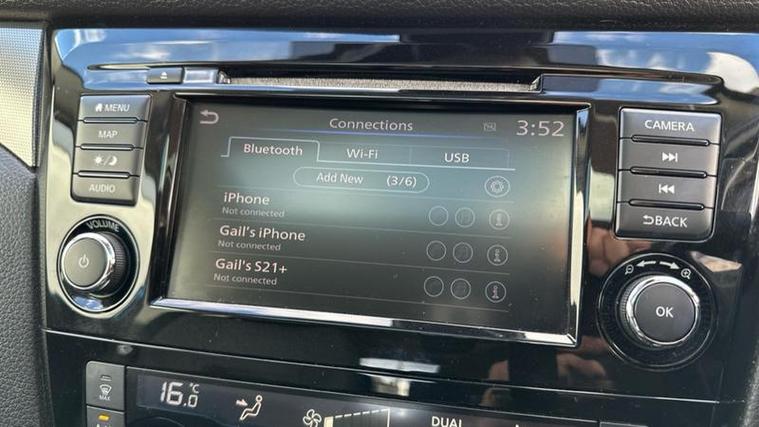 MENU
MAP
AUDIO
VOLUME
Connections
3:52
Bluetooth
Wi-Fi
USB
Add New (3/6)
iPhone
Not connected
Gail's iPhone
Not connected
Gail's S21+
Not connected
CAMERA
BACK
OK
MAX
16.0 °C
DUAL